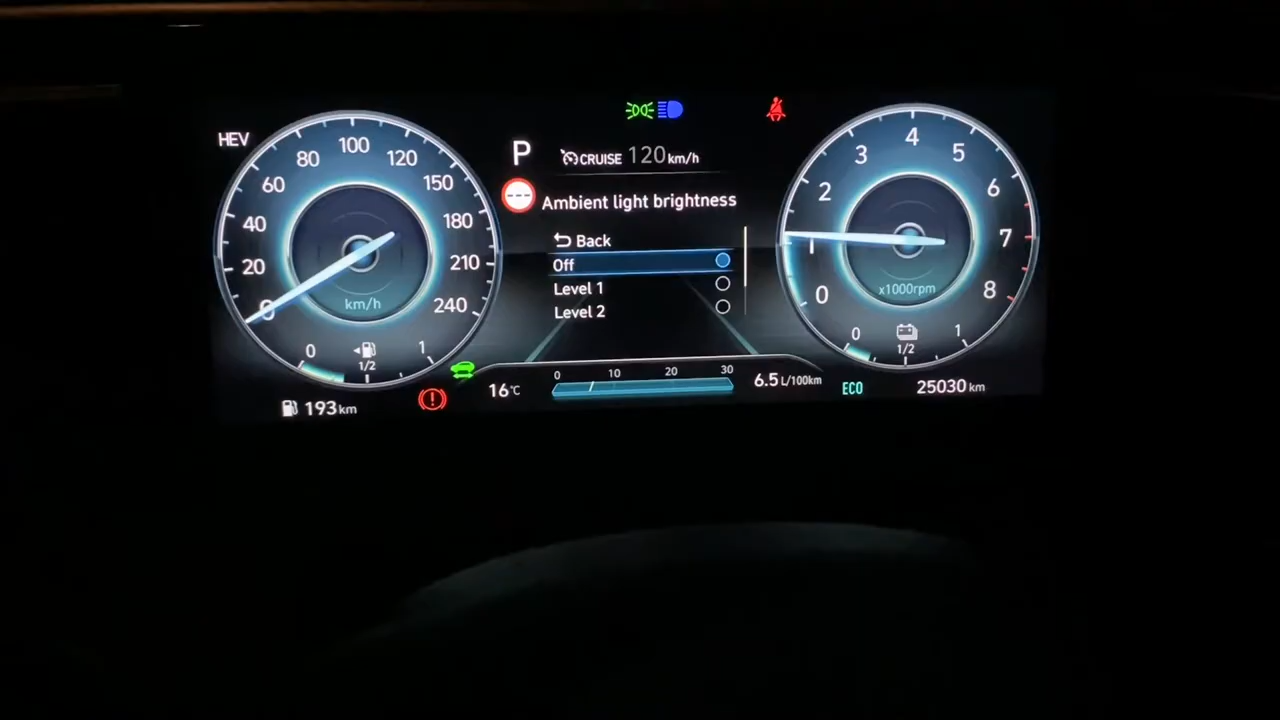 HEV
0
20
40
60
80
100
120
150
180
210
240
km/h
0
1/2
1
193 km
P
CRUISE 120 km/h
Ambient light brightness
Back
Off
Level 1
Level 2
16°C
0 10 20 30
6.5 L/100km
0
1
2
3
4
5
6
7
8
x1000rpm
0
1/2
1
ECO
25030 km